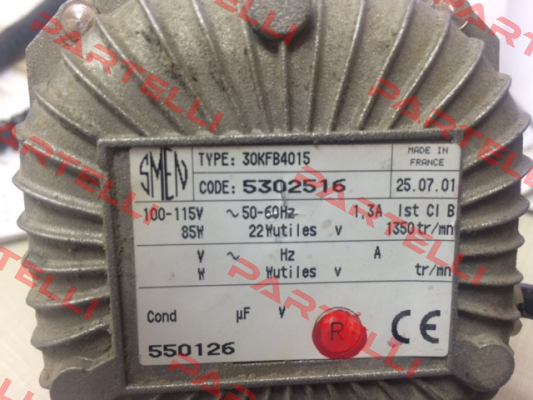 SMEN
TYPE: 30KFB4015
MADE IN FRANCE
CODE: 5302516
25.07.01
100-115V ~ 50-60Hz 1,3A Ist Cl B
85W 22Wutiles v 1350tr/mn
V ~ Hz A
W Wutiles v tr/mn
Cond µF V
R
CE
550126
PARTELLI
PARTELLI
PARTELLI
PARTELLI
PARTELLI
PARTELLI